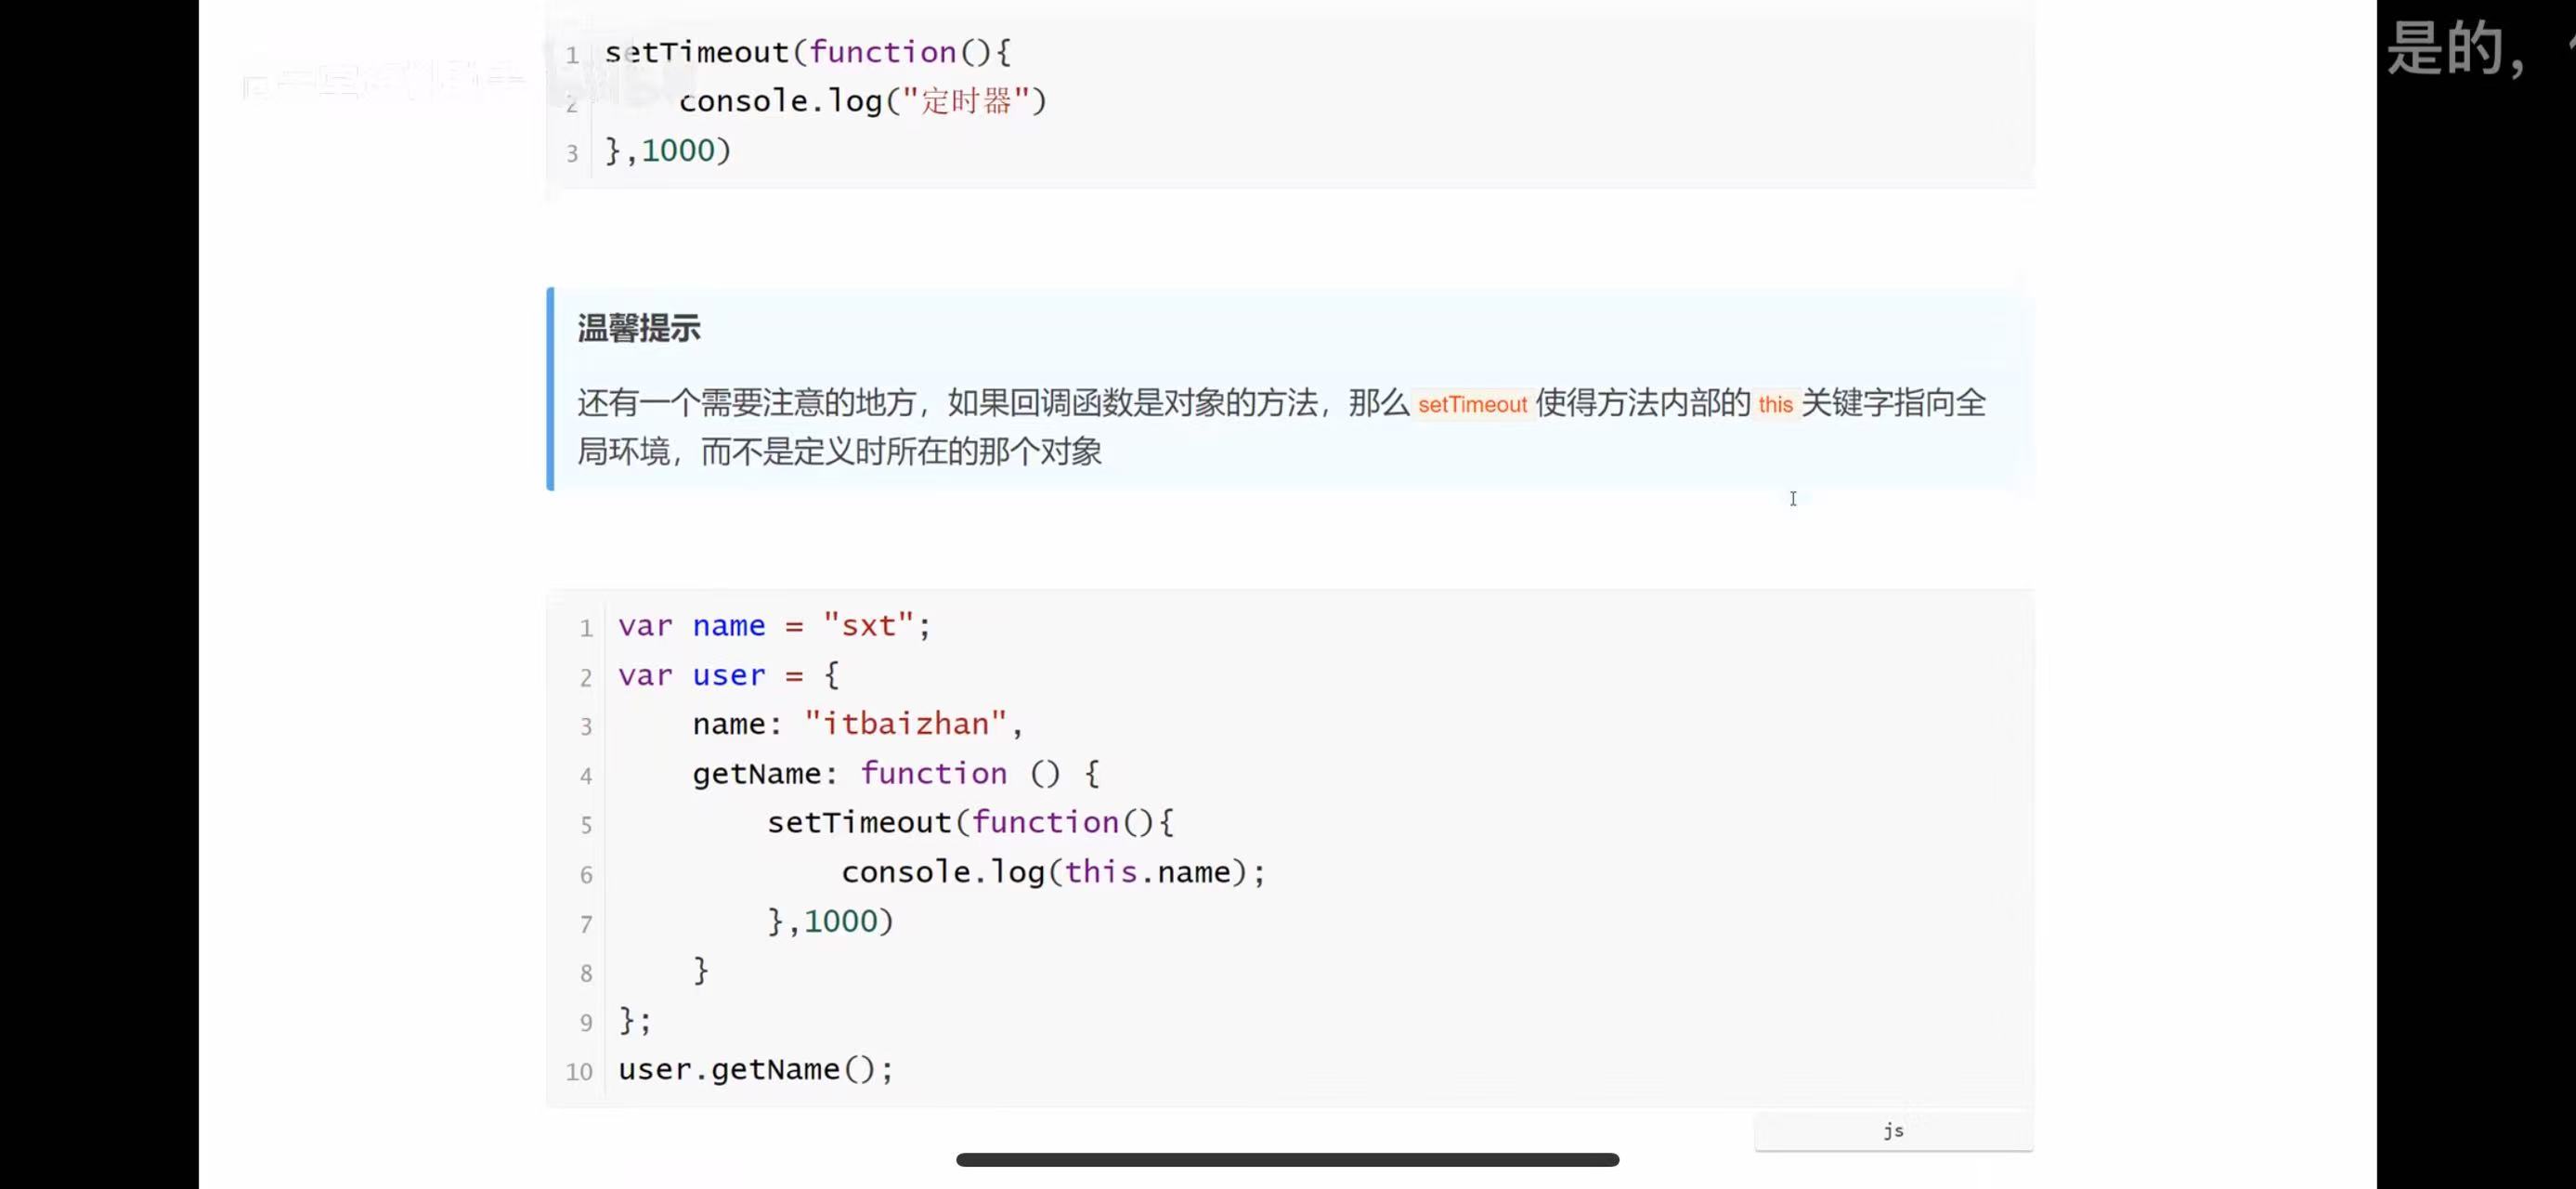 是的，
1 setTimeout(function(){
2 console.log("定时器")
3 },1000)
温馨提示
还有一个需要注意的地方，如果回调函数是对象的方法，那么 setTimeout 使得方法内部的 this 关键字指向全
局环境，而不是定义时所在的那个对象
1 var name = "sxt";
2 var user = {
3 name: "itbaizhan",
4 getName: function () {
5 setTimeout(function(){
6 console.log(this.name);
7 },1000)
8 }
9 };
10 user.getName();
js